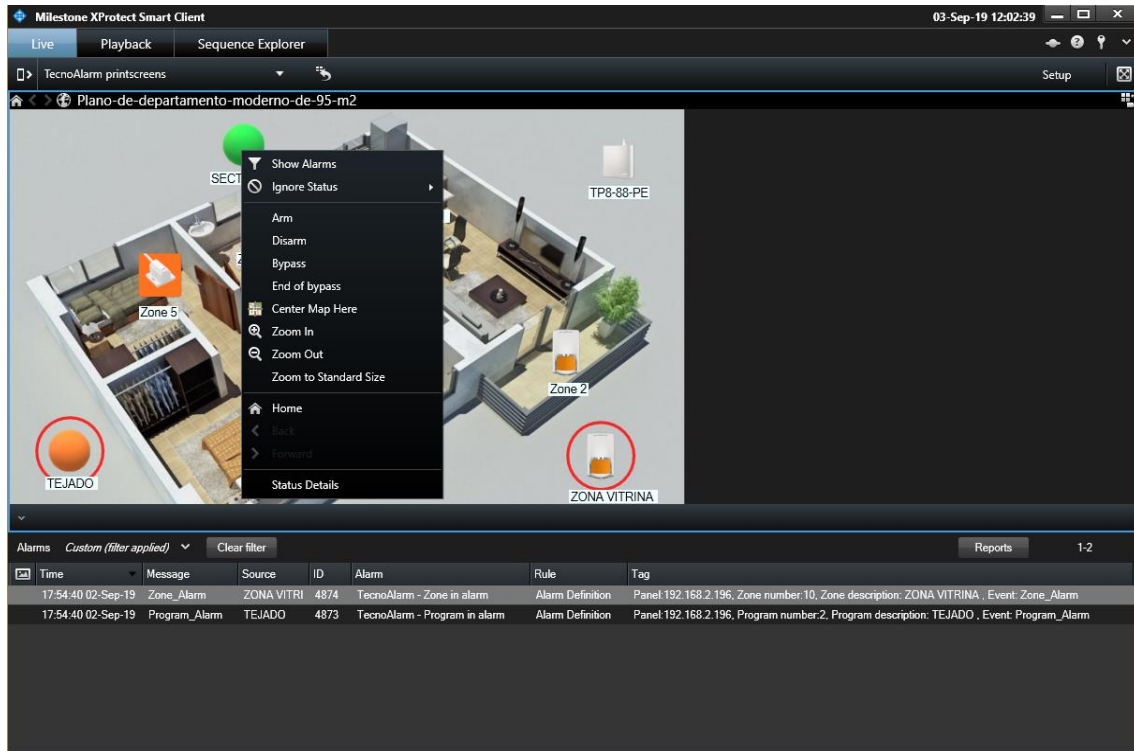 Milestone XProtect Smart Client
03-Sep-19 12:02:39
Live Playback Sequence Explorer
TecnoAlarm printscreens
Setup
Plano-de-departamento-moderno-de-95-m2
SECT
TP8-88-PE
Show Alarms
Ignore Status
Arm
Disarm
Bypass
End of bypass
Center Map Here
Zoom In
Zoom Out
Zoom to Standard Size
Home
Back
Forward
Status Details
Zone 5
Zone 2
TEJADO
ZONA VITRINA
Alarms Custom (filter applied) Clear filter Reports 1-2
Time Message Source ID Alarm Rule Tag
17:54:40 02-Sep-19 Zone_Alarm ZONA VITRI 4874 TecnoAlarm - Zone in alarm Alarm Definition Panel:192.168.2.196, Zone number:10, Zone description: ZONA VITRINA , Event: Zone_Alarm
17:54:40 02-Sep-19 Program_Alarm TEJADO 4873 TecnoAlarm - Program in alarm Alarm Definition Panel:192.168.2.196, Program number:2, Program description: TEJADO , Event: Program_Alarm